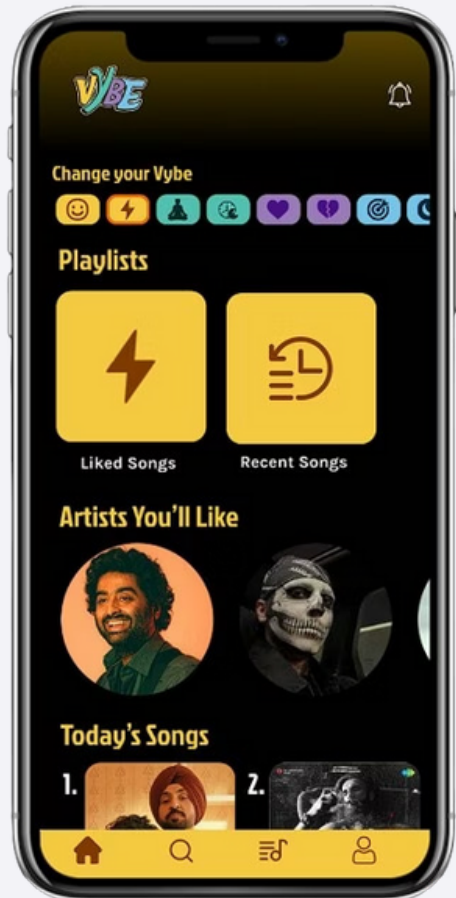 VYBE
Change your Vybe
Playlists
Liked Songs
Recent Songs
Artists You'll Like
Today's Songs
1.
2.